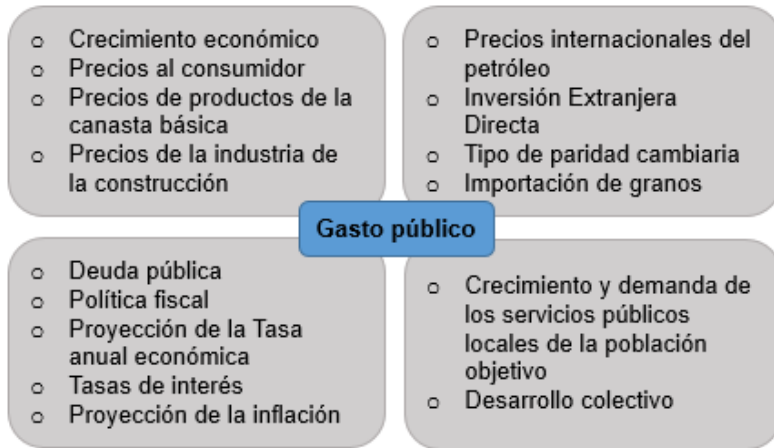 o Crecimiento económico
o Precios al consumidor
o Precios de productos de la
canasta básica
o Precios de la industria de
la construcción
o Precios internacionales del
petróleo
o Inversión Extranjera
Directa
o Tipo de paridad cambiaria
o Importación de granos
Gasto público
o Deuda pública
o Política fiscal
o Proyección de la Tasa
anual económica
o Tasas de interés
o Proyección de la inflación
o Crecimiento y demanda de
los servicios públicos
locales de la población
objetivo
o Desarrollo colectivo